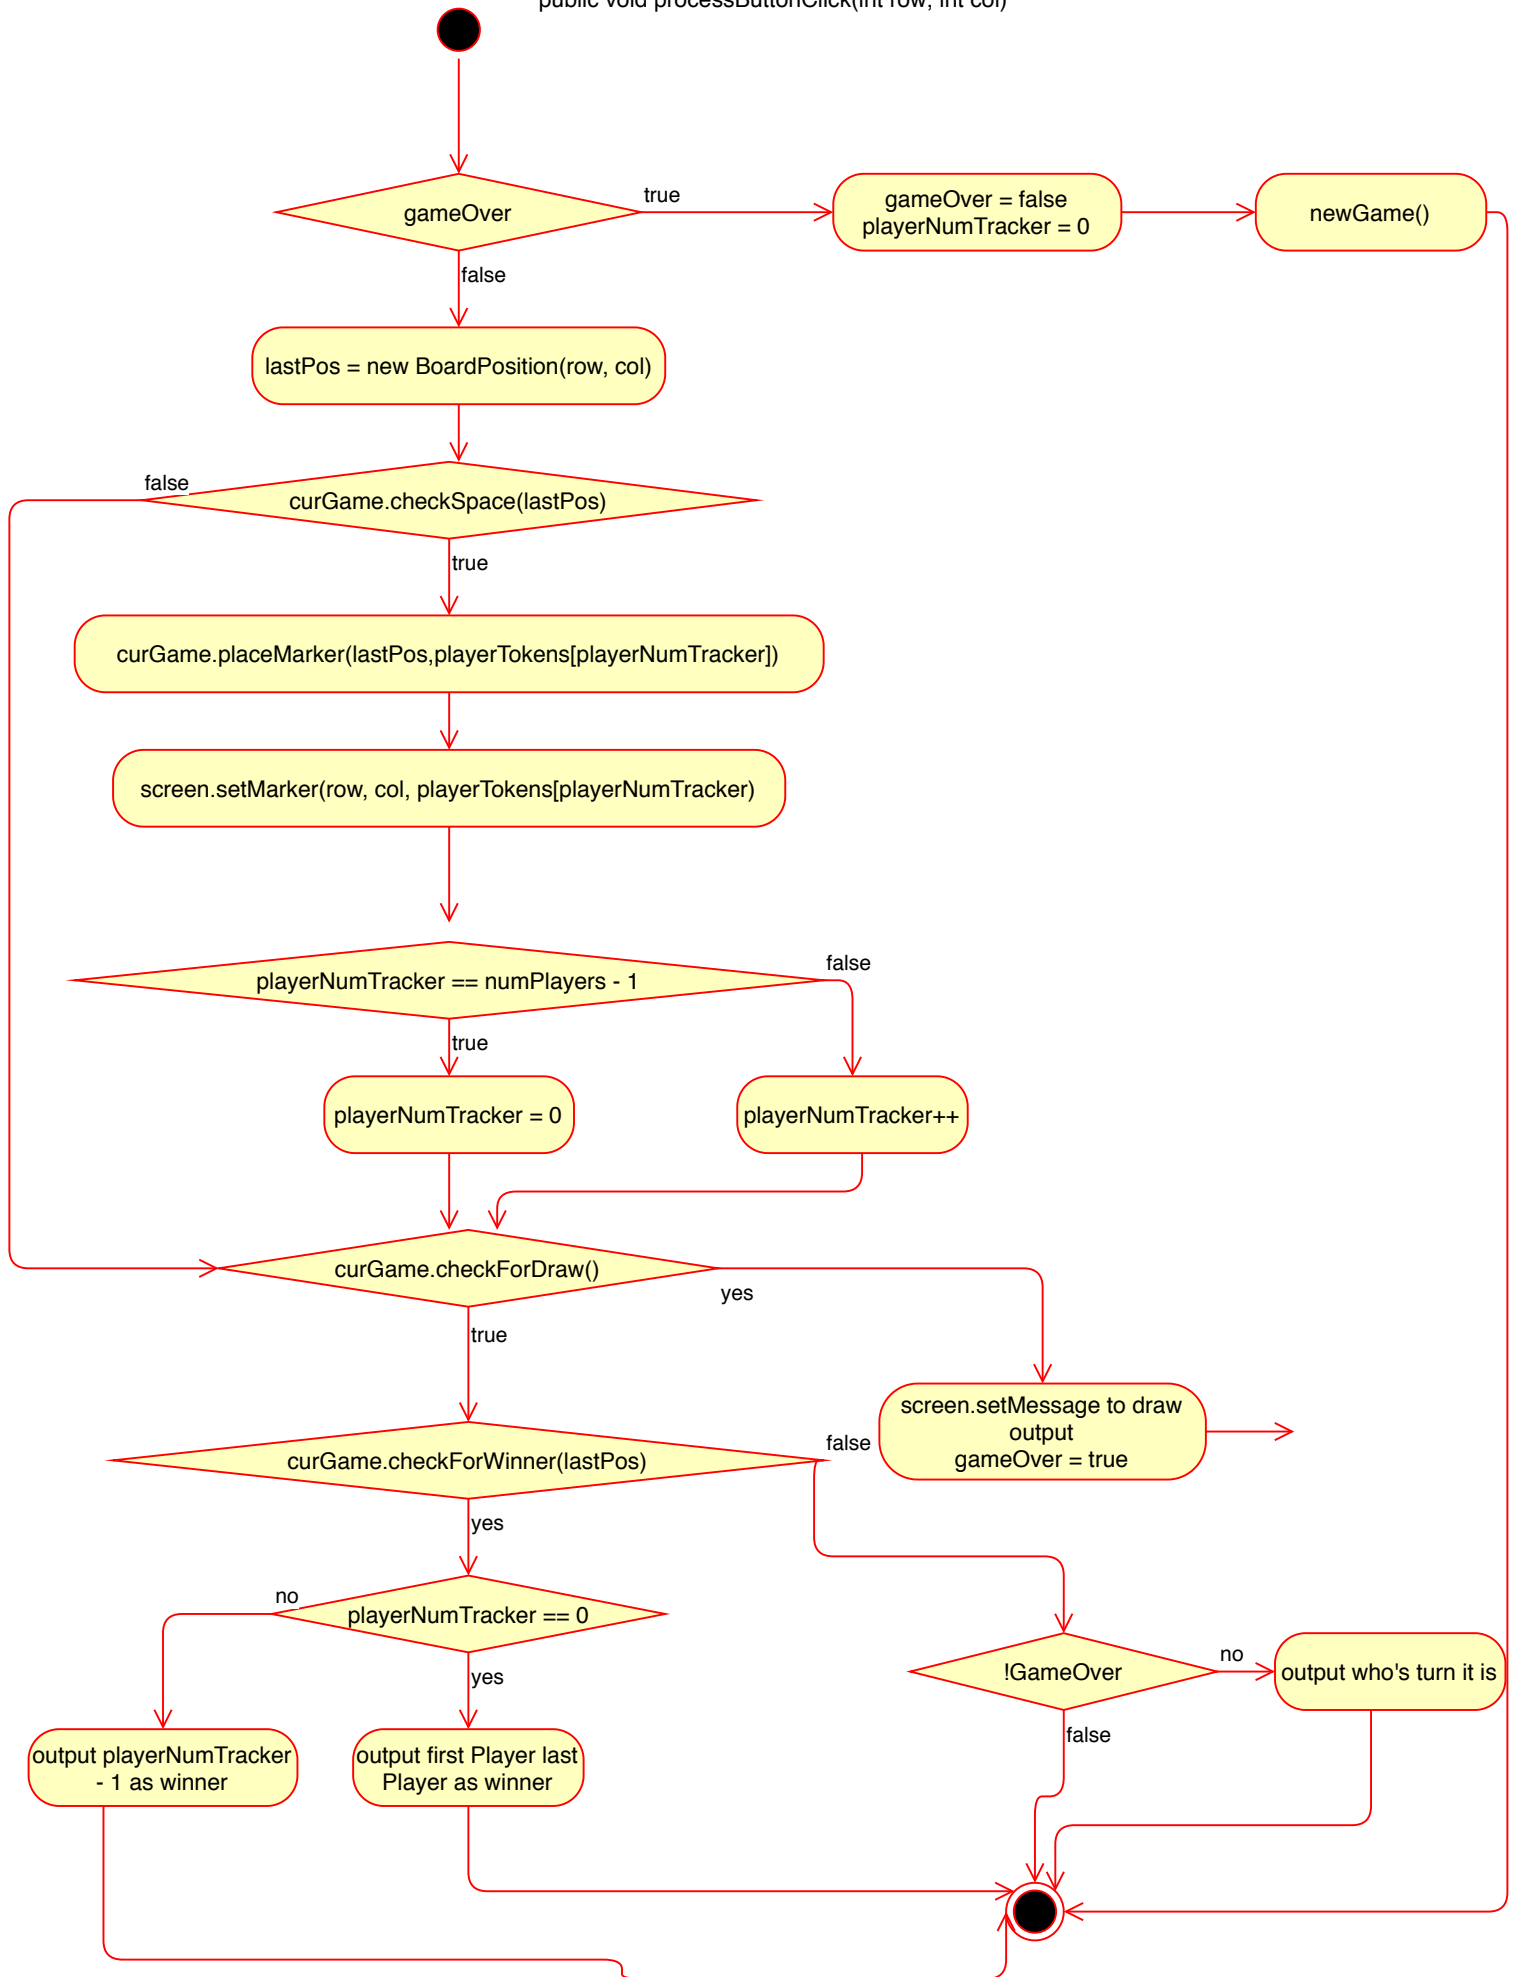 public void processButtonClick(int row, int col)
gameOver
true
gameOver = false
playerNumTracker = 0
newGame()
false
lastPos = new BoardPosition(row, col)
false
curGame.checkSpace(lastPos)
true
curGame.placeMarker(lastPos,playerTokens[playerNumTracker])
screen.setMarker(row, col, playerTokens[playerNumTracker)
playerNumTracker == numPlayers - 1
false
true
playerNumTracker = 0
playerNumTracker++
curGame.checkForDraw()
yes
true
screen.setMessage to draw
output
gameOver = true
curGame.checkForWinner(lastPos)
false
yes
no
playerNumTracker == 0
yes
!GameOver
no
output who's turn it is
false
output playerNumTracker
- 1 as winner
output first Player last
Player as winner